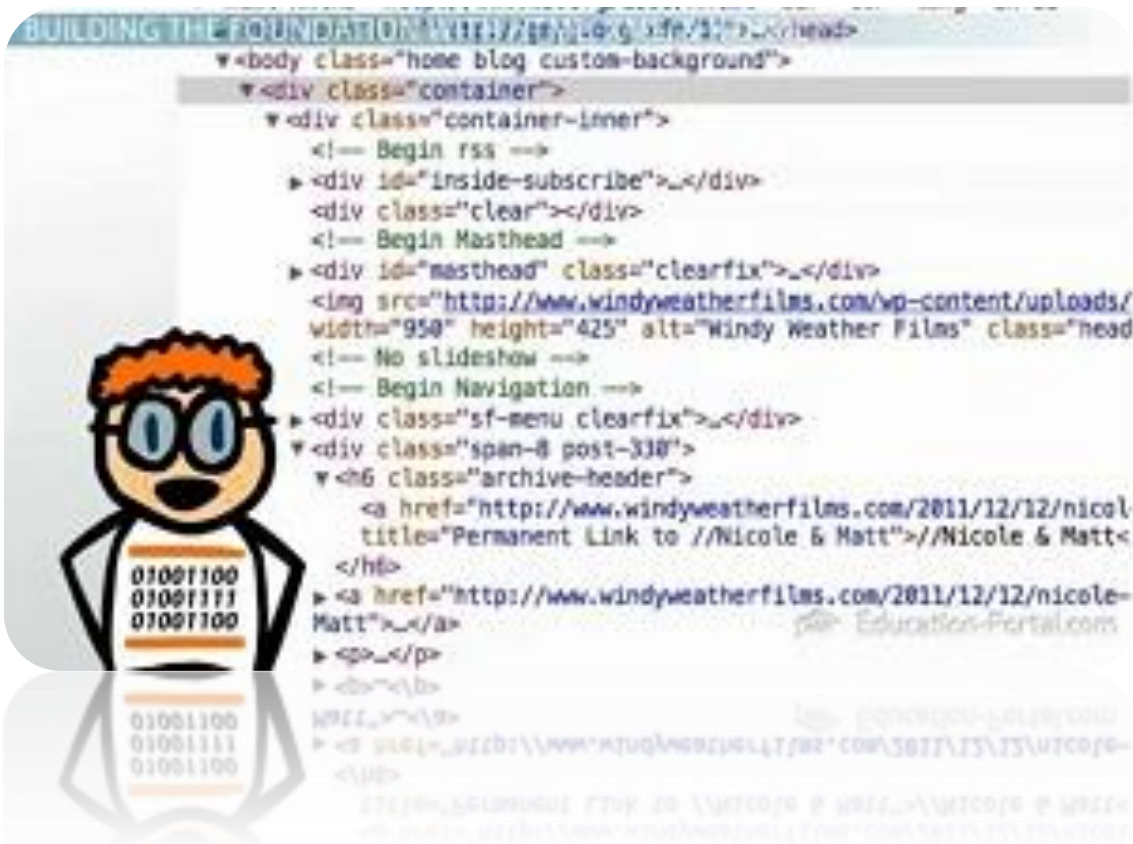 BUILDING THE
</head>
▼<body class="home blog custom-background">
▼<div class="container">
▼<div class="container-inner">
<!-- Begin rss -->
▶<div id="inside-subscribe">…</div>
<div class="clear"></div>
<!-- Begin Masthead -->
▶<div id="masthead" class="clearfix">…</div>
<img src="http://www.windyweatherfilms.com/wp-content/uploads/
width="950" height="425" alt="Windy Weather Films" class="head
<!-- No slideshow -->
<!-- Begin Navigation -->
▶<div class="sf-menu clearfix">…</div>
▼<div class="span-8 post-330">
▼<h6 class="archive-header">
<a href="http://www.windyweatherfilms.com/2011/12/12/nicol
title="Permanent Link to //Nicole & Matt">//Nicole & Matt<
</h6>
▶<a href="http://www.windyweatherfilms.com/2011/12/12/nicole-
Matt">…</a>
▶<p>…</p>
01001100
01001111
01001100
Education-Portal.com